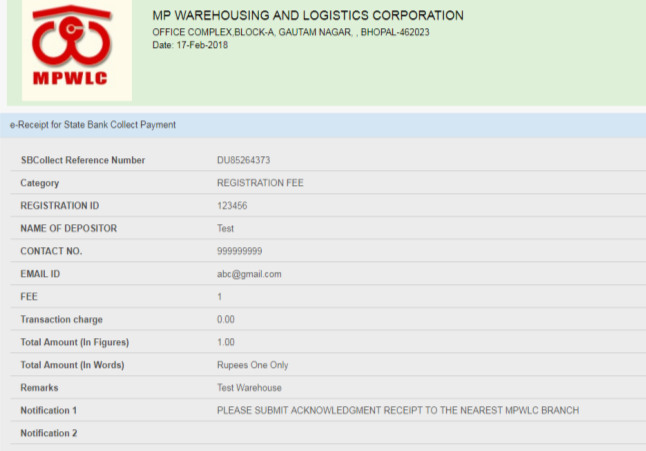 MPWLC
MP WAREHOUSING AND LOGISTICS CORPORATION
OFFICE COMPLEX,BLOCK-A, GAUTAM NAGAR, , BHOPAL-462023
Date: 17-Feb-2018
e-Receipt for State Bank Collect Payment
SBCollect Reference Number DU85264373
Category REGISTRATION FEE
REGISTRATION ID 123456
NAME OF DEPOSITOR Test
CONTACT NO. 999999999
EMAIL ID abc@gmail.com
FEE 1
Transaction charge 0.00
Total Amount (In Figures) 1.00
Total Amount (In Words) Rupees One Only
Remarks Test Warehouse
Notification 1 PLEASE SUBMIT ACKNOWLEDGMENT RECEIPT TO THE NEAREST MPWLC BRANCH
Notification 2